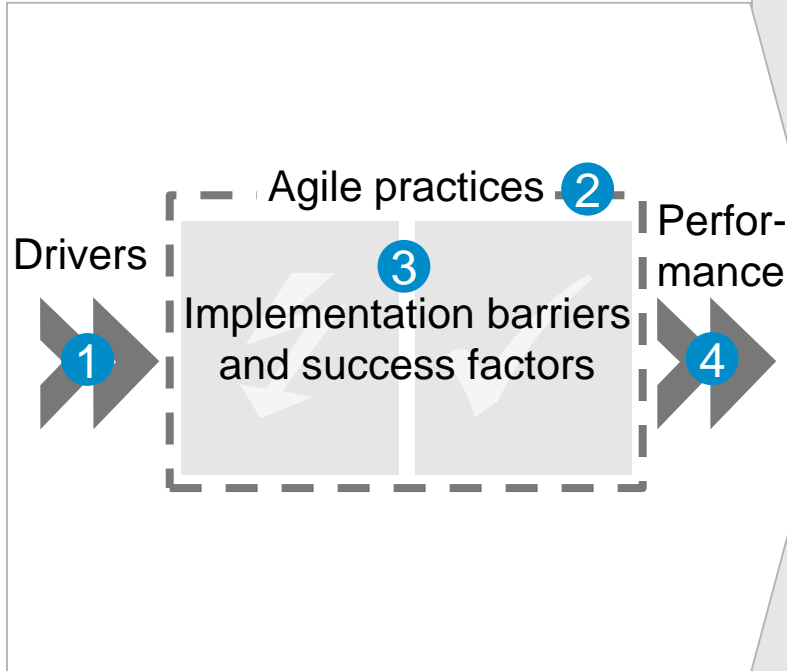 Agile practices 2
Perfor-
mance
Drivers
3
Implementation barriers
and success factors
1
4